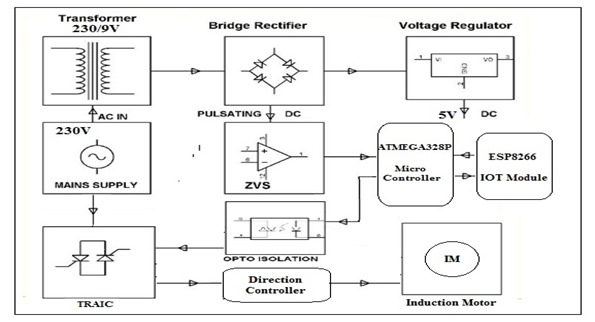 Transformer
230/9V
Bridge Rectifier
Voltage Regulator
AC IN
PULSATING DC
5V DC
230V
MAINS SUPPLY
ZVS
ATMEGA328P
Micro
Controller
ESP8266
IOT Module
OPTO ISOLATION
TRAIC
Direction
Controller
IM
Induction Motor